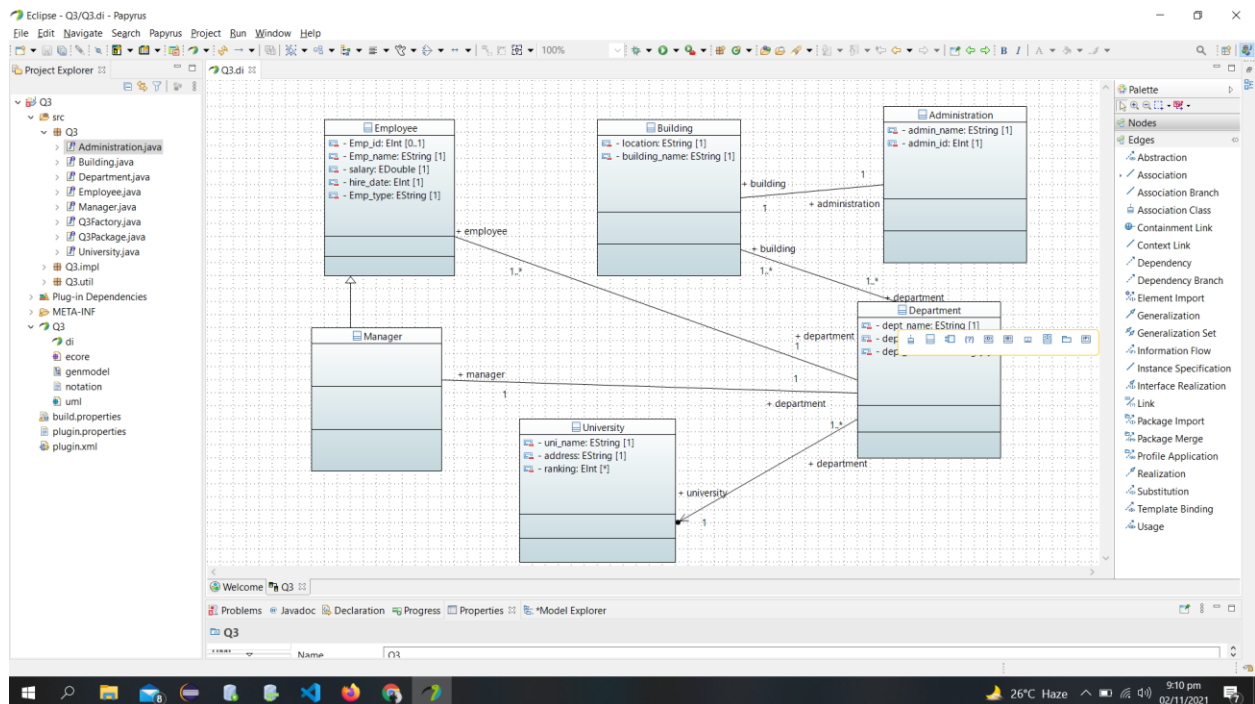 Eclipse - Q3/Q3.di - Papyrus
File Edit Navigate Search Papyrus Project Run Window Help
100%
B I
Project Explorer
Q3
src
Q3
Administration.java
Building.java
Department.java
Employee.java
Manager.java
Q3Factory.java
Q3Package.java
University.java
Q3.impl
Q3.util
Plug-in Dependencies
META-INF
Q3
di
ecore
genmodel
notation
uml
build.properties
plugin.properties
plugin.xml
Q3.di
Employee
- Emp_id: EInt [0..1]
- Emp_name: EString [1]
- salary: EDouble [1]
- hire_date: EInt [1]
- Emp_type: EString [1]
Building
- location: EString [1]
- building_name: EString [1]
Administration
- admin_name: EString [1]
- admin_id: EInt [1]
+ building
1
1
+ administration
+ employee
1..*
+ building
1..*
1..*
+ department
Department
- dept_name: EString [1]
- dep
- dep
+ department
1
Manager
+ manager
1
1
+ department
University
- uni_name: EString [1]
- address: EString [1]
- ranking: EInt [*]
1..*
+ department
+ university
1
Palette
Nodes
Edges
Abstraction
Association
Association Branch
Association Class
Containment Link
Context Link
Dependency
Dependency Branch
Element Import
Generalization
Generalization Set
Information Flow
Instance Specification
Interface Realization
Link
Package Import
Package Merge
Profile Application
Realization
Substitution
Template Binding
Usage
Welcome Q3
Problems Javadoc Declaration Progress Properties *Model Explorer
Q3
Name Q3
26°C Haze
9:10 pm
02/11/2021